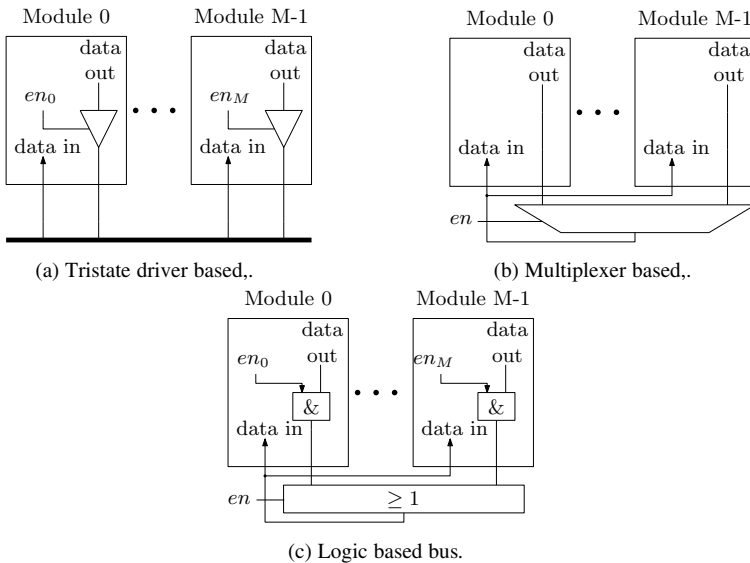 Module 0
Module M-1
data
out
data
out
en₀
en_M
data in
data in
(a) Tristate driver based,.
Module 0
Module M-1
data
out
data
out
data in
data in
en
(b) Multiplexer based,.
Module 0
Module M-1
data
out
data
out
en₀
en_M
&
&
data in
data in
en
≥ 1
(c) Logic based bus.